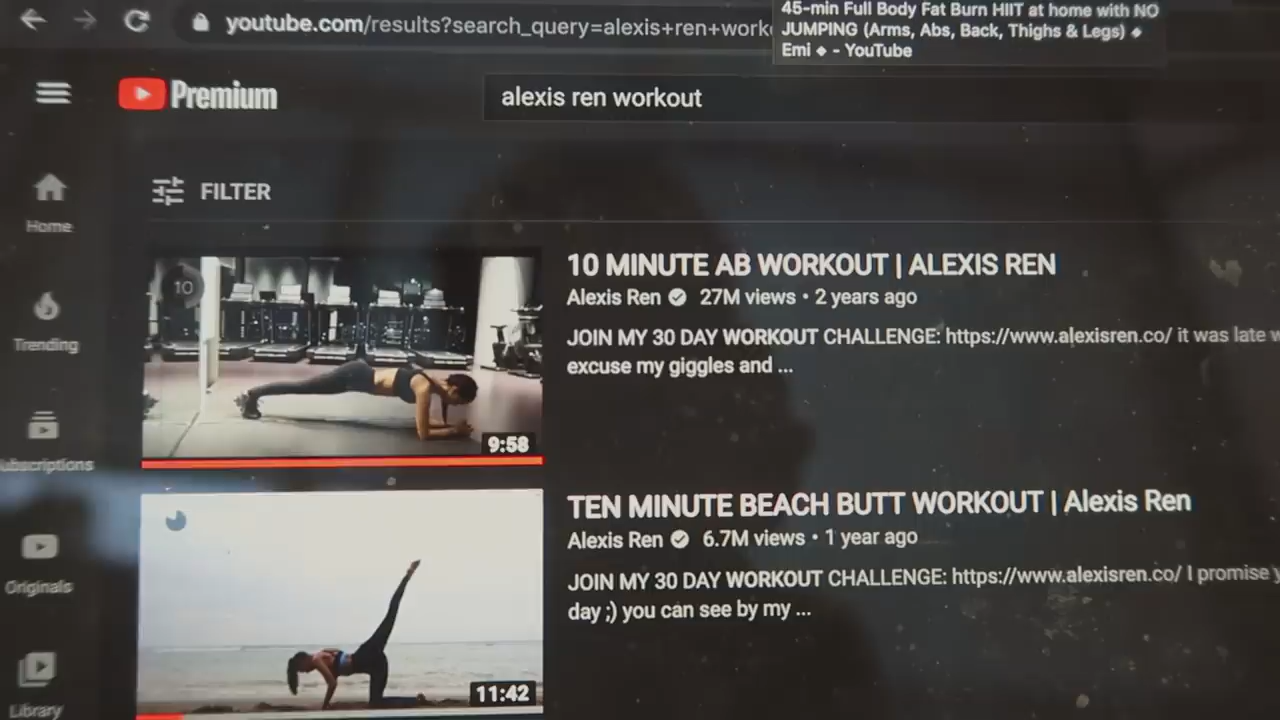 45-min Full Body Fat Burn HIIT at home with NO
JUMPING (Arms, Abs, Back, Thighs & Legs) ◆
Emi ◆ - YouTube
youtube.com/results?search_query=alexis+ren+work
Premium
alexis ren workout
FILTER
Home
Trending
ubscriptions
Originals
Library
10
9:58
10 MINUTE AB WORKOUT | ALEXIS REN
Alexis Ren 27M views • 2 years ago
JOIN MY 30 DAY WORKOUT CHALLENGE: https://www.alexisren.co/ it was late w
excuse my giggles and ...
11:42
TEN MINUTE BEACH BUTT WORKOUT | Alexis Ren
Alexis Ren 6.7M views • 1 year ago
JOIN MY 30 DAY WORKOUT CHALLENGE: https://www.alexisren.co/ I promise y
day ;) you can see by my ...